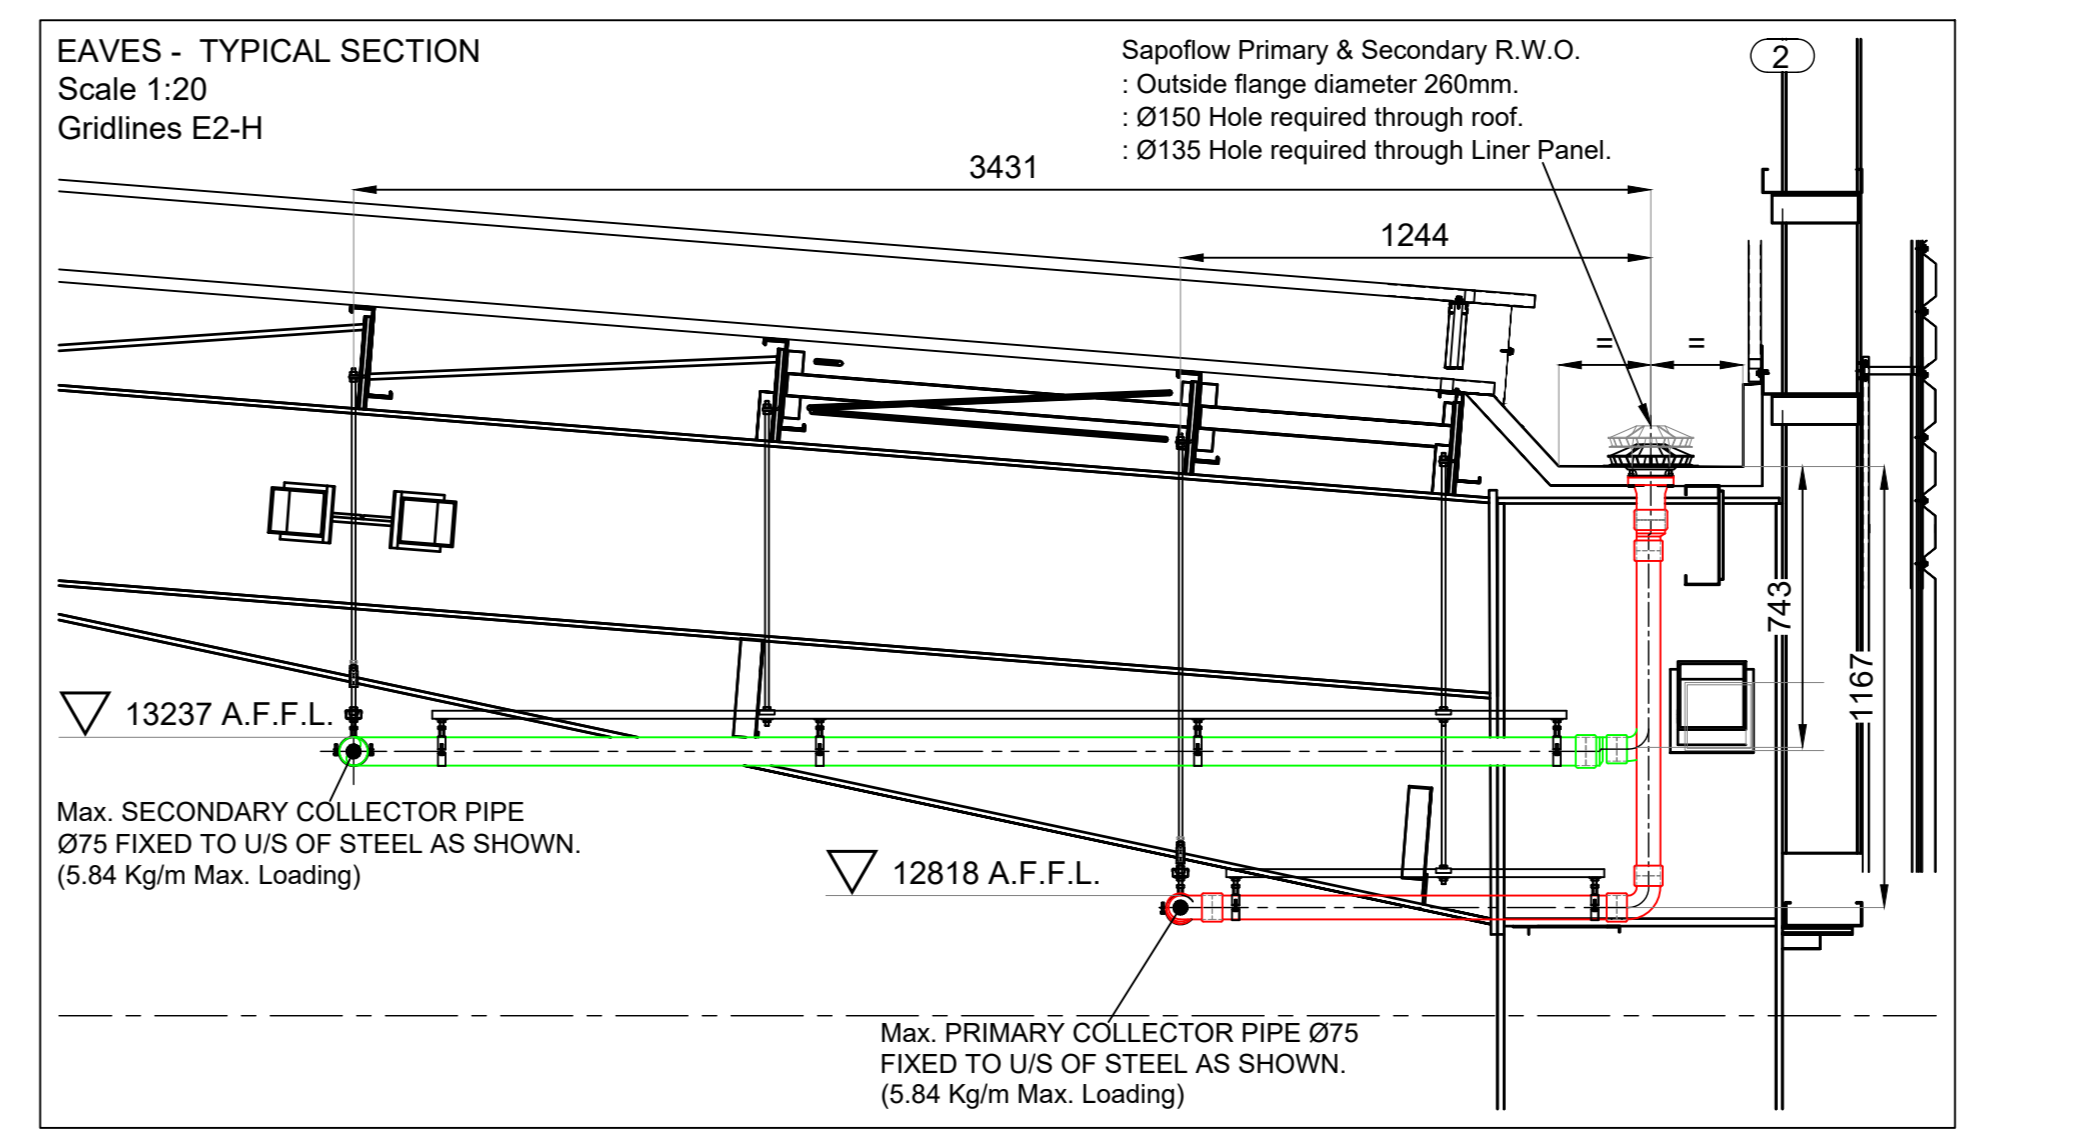 EAVES - TYPICAL SECTION
Scale 1:20
Gridlines E2-H
Sapoflow Primary & Secondary R.W.O.
: Outside flange diameter 260mm.
: Ø150 Hole required through roof.
: Ø135 Hole required through Liner Panel.
2
3431
1244
=
=
743
1167
13237 A.F.F.L.
Max. SECONDARY COLLECTOR PIPE
Ø75 FIXED TO U/S OF STEEL AS SHOWN.
(5.84 Kg/m Max. Loading)
12818 A.F.F.L.
Max. PRIMARY COLLECTOR PIPE Ø75
FIXED TO U/S OF STEEL AS SHOWN.
(5.84 Kg/m Max. Loading)